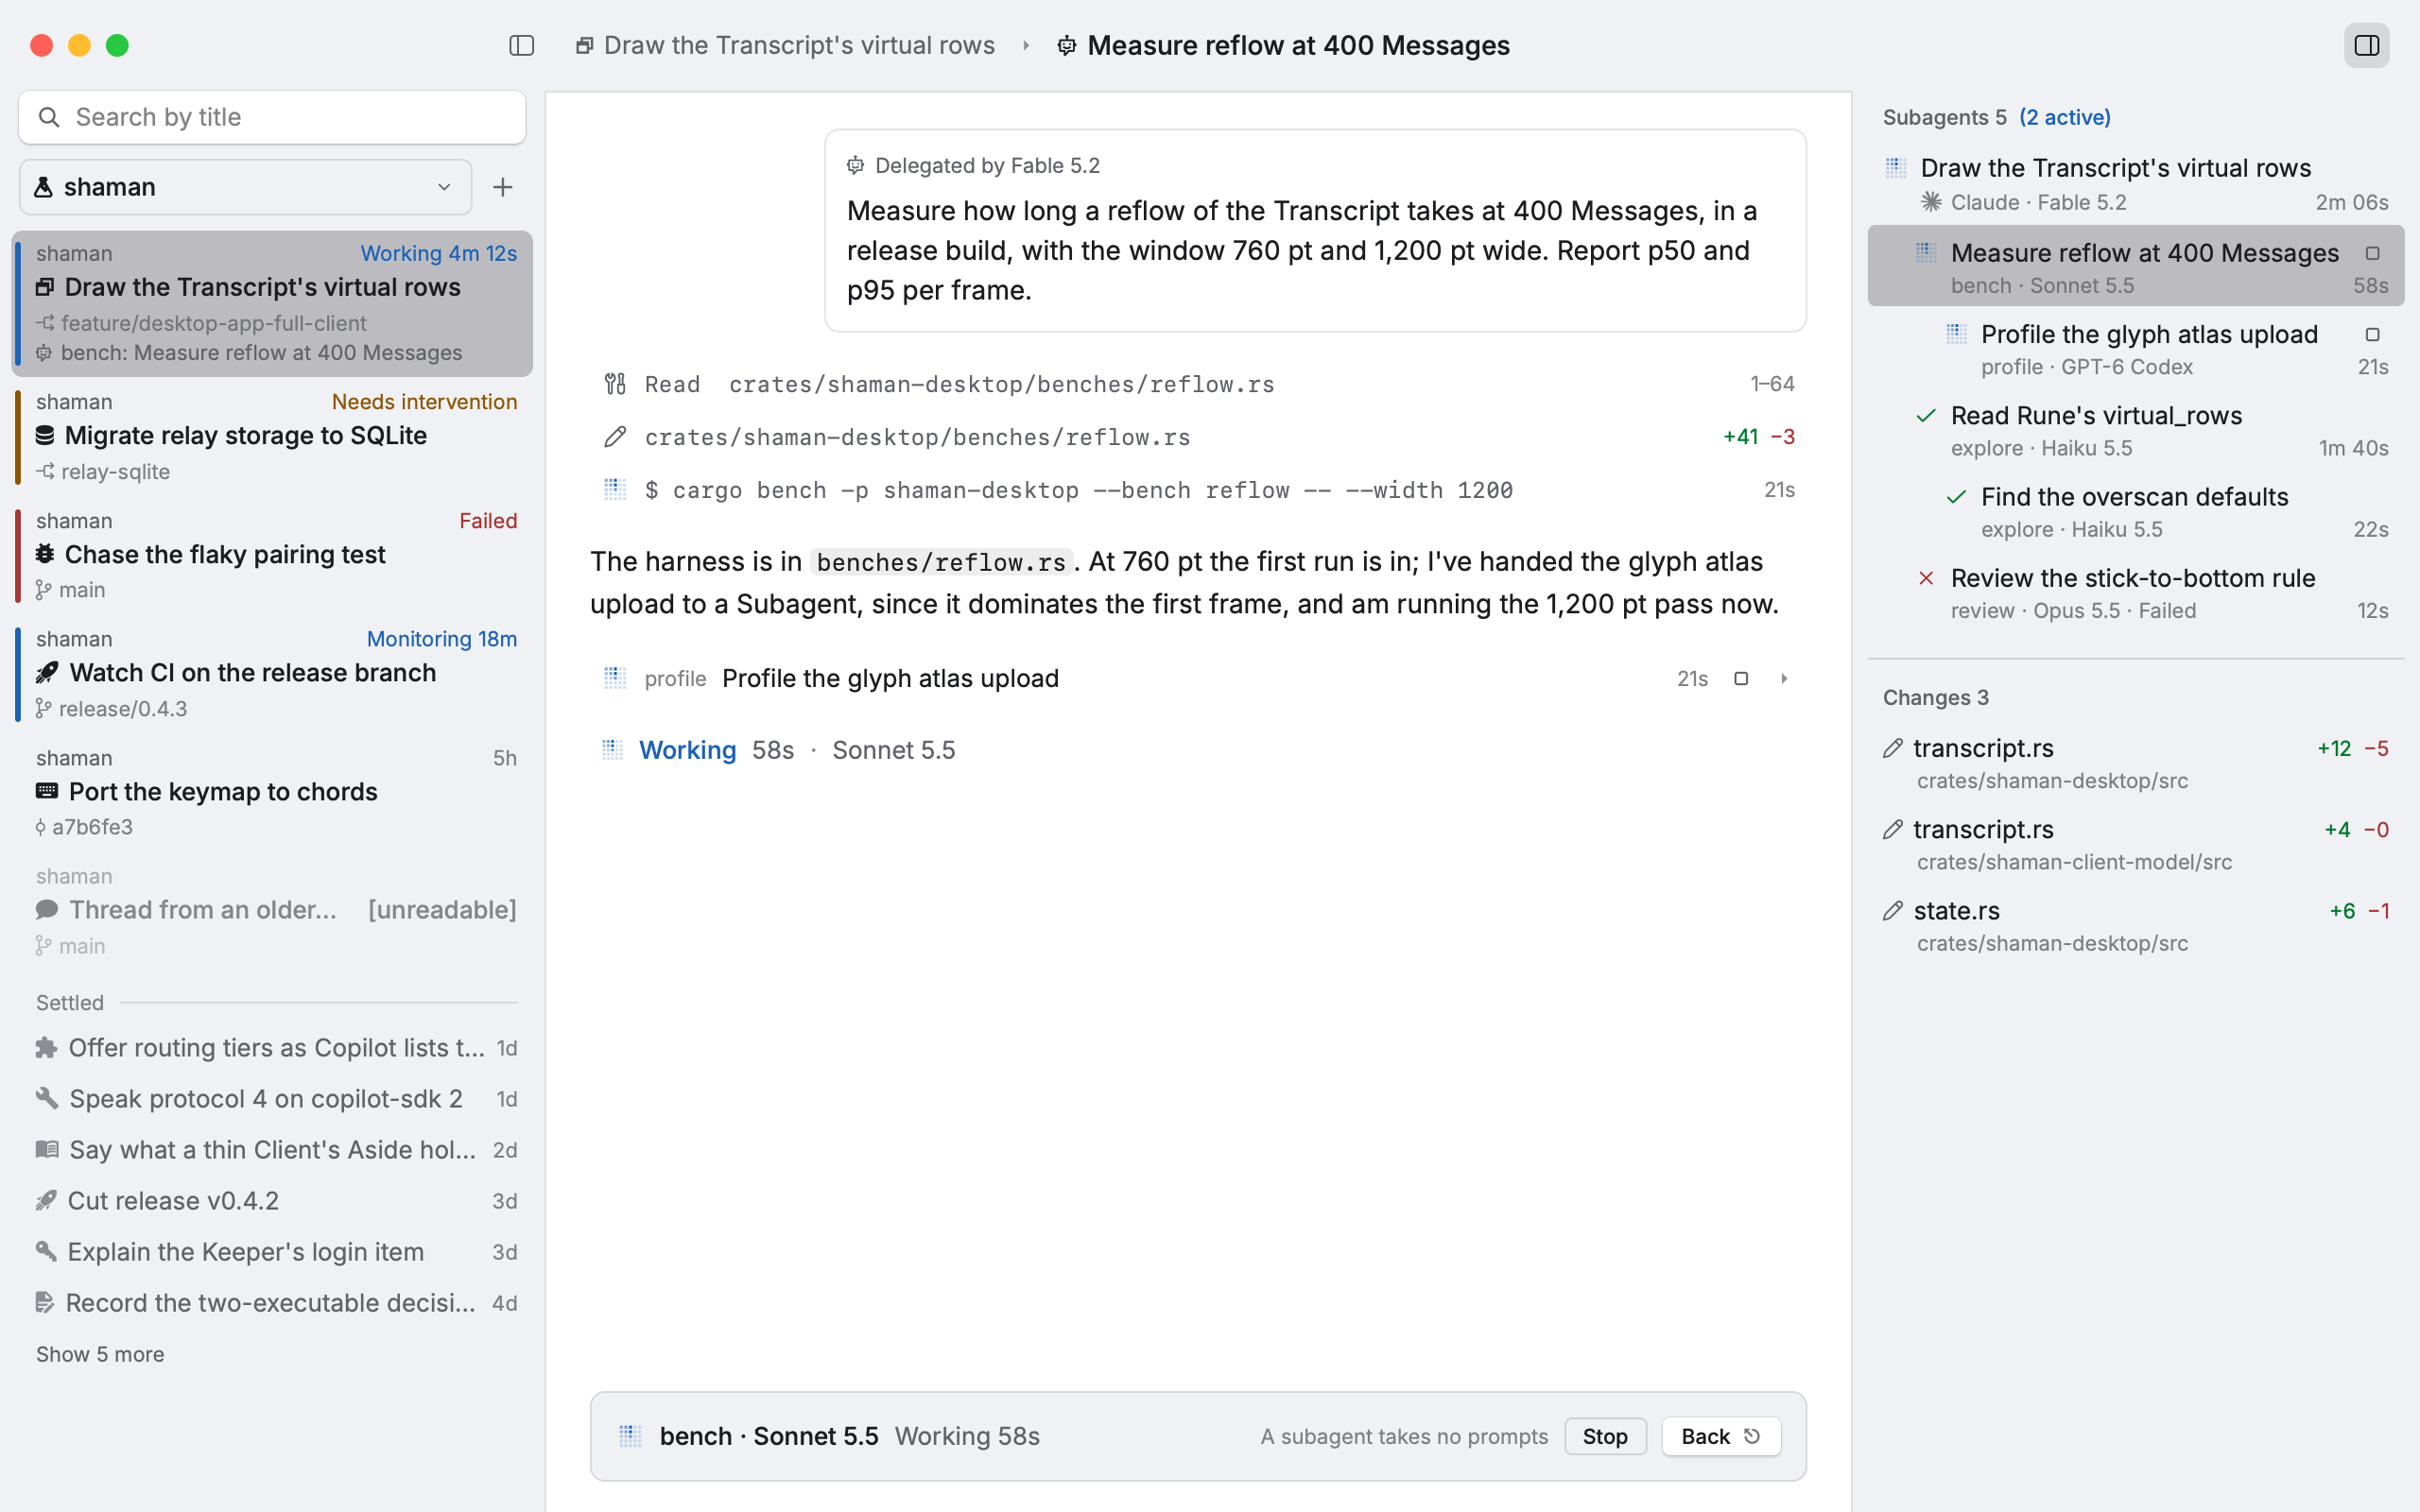 Draw the Transcript's virtual rows
Measure reflow at 400 Messages
Search by title
shaman
shaman Working 4m 12s
Draw the Transcript's virtual rows
feature/desktop-app-full-client
bench: Measure reflow at 400 Messages
shaman Needs intervention
Migrate relay storage to SQLite
relay-sqlite
shaman Failed
Chase the flaky pairing test
main
shaman Monitoring 18m
Watch CI on the release branch
release/0.4.3
shaman 5h
Port the keymap to chords
a7b6fe3
shaman
Thread from an older… [unreadable]
main
Settled
Offer routing tiers as Copilot lists t… 1d
Speak protocol 4 on copilot-sdk 2 1d
Say what a thin Client's Aside hol… 2d
Cut release v0.4.2 3d
Explain the Keeper's login item 3d
Record the two-executable decisi… 4d
Show 5 more
Delegated by Fable 5.2
Measure how long a reflow of the Transcript takes at 400 Messages, in a
release build, with the window 760 pt and 1,200 pt wide. Report p50 and
p95 per frame.
Read crates/shaman-desktop/benches/reflow.rs 1–64
crates/shaman-desktop/benches/reflow.rs +41 −3
$ cargo bench -p shaman-desktop --bench reflow -- --width 1200 21s
The harness is in benches/reflow.rs. At 760 pt the first run is in; I've handed the glyph atlas
upload to a Subagent, since it dominates the first frame, and am running the 1,200 pt pass now.
profile Profile the glyph atlas upload 21s
Working 58s · Sonnet 5.5
bench · Sonnet 5.5 Working 58s A subagent takes no prompts Stop Back
Subagents 5 (2 active)
Draw the Transcript's virtual rows
Claude · Fable 5.2 2m 06s
Measure reflow at 400 Messages
bench · Sonnet 5.5 58s
Profile the glyph atlas upload
profile · GPT-6 Codex 21s
Read Rune's virtual_rows
explore · Haiku 5.5 1m 40s
Find the overscan defaults
explore · Haiku 5.5 22s
Review the stick-to-bottom rule
review · Opus 5.5 · Failed 12s
Changes 3
transcript.rs +12 −5
crates/shaman-desktop/src
transcript.rs +4 −0
crates/shaman-client-model/src
state.rs +6 −1
crates/shaman-desktop/src